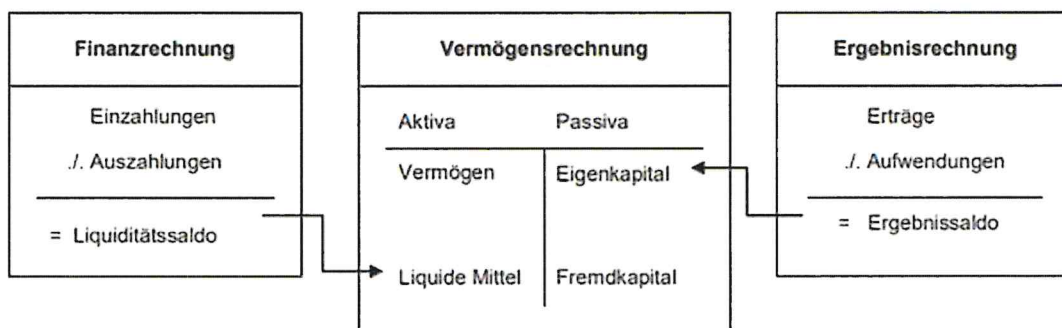 Finanzrechnung
Einzahlungen
./. Auszahlungen
= Liquiditätssaldo
Vermögensrechnung
Aktiva Passiva
Vermögen Eigenkapital
Liquide Mittel Fremdkapital
Ergebnisrechnung
Erträge
./. Aufwendungen
= Ergebnissaldo